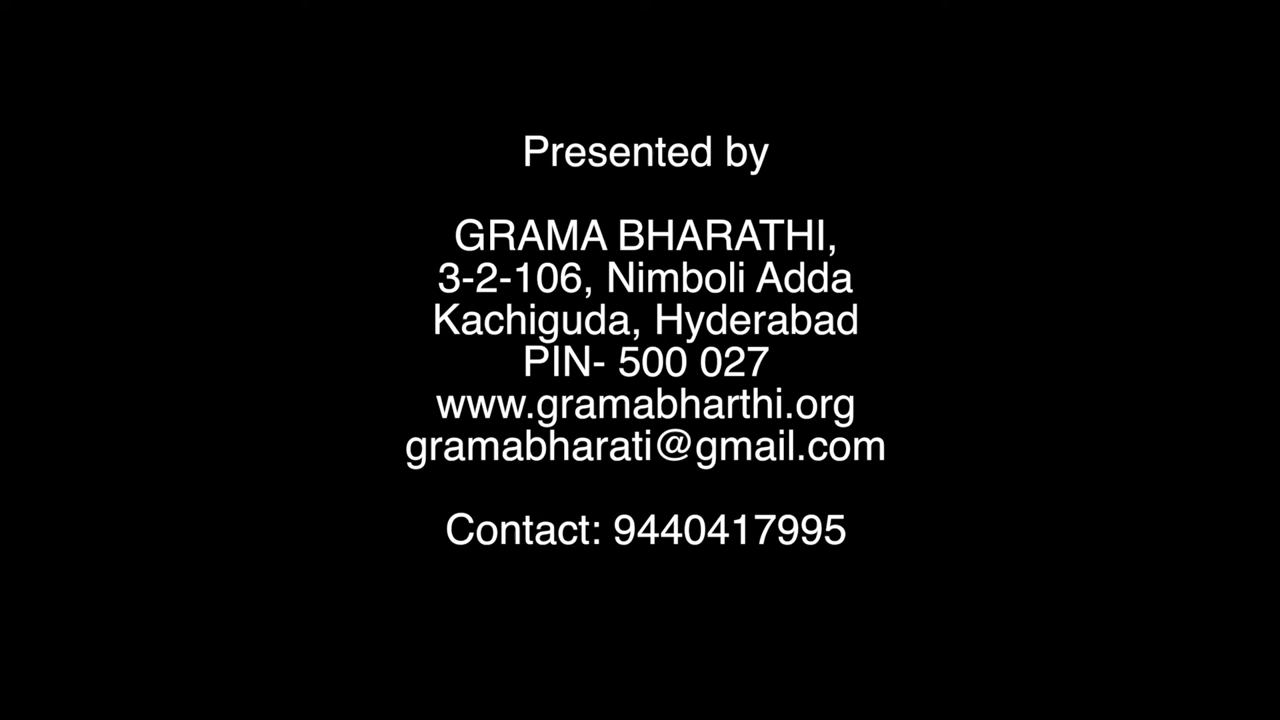 Presented by
GRAMA BHARATHI,
3-2-106, Nimboli Adda
Kachiguda, Hyderabad
PIN- 500 027
www.gramabharthi.org
gramabharati@gmail.com
Contact: 9440417995